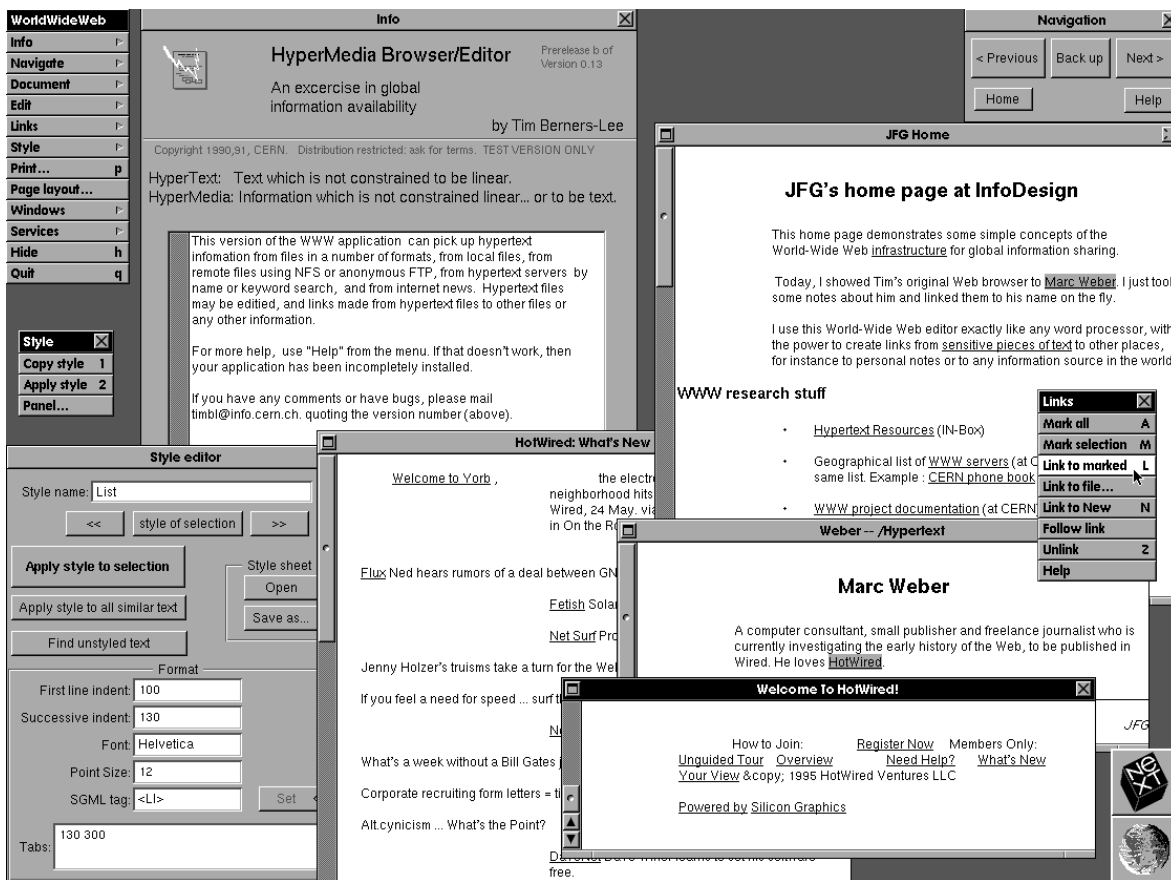 WorldWideWeb
Info
Navigate
Document
Edit
Links
Style
Print... p
Page layout...
Windows
Services
Hide h
Quit q
Style
Copy style 1
Apply style 2
Panel...
Info
HyperMedia Browser/Editor
Prerelease b of
Version 0.13
An excercise in global
information availability
by Tim Berners-Lee
Copyright 1990,91, CERN. Distribution restricted: ask for terms. TEST VERSION ONLY
HyperText: Text which is not constrained to be linear.
HyperMedia: Information which is not constrained linear... or to be text.
This version of the WWW application can pick up hypertext
infomation from files in a number of formats, from local files, from
remote files using NFS or anonymous FTP, from hypertext servers by
name or keyword search, and from internet news. Hypertext files
may be editied, and links made from hypertext files to other files or
any other information.
For more help, use "Help" from the menu. If that doesn't work, then
your application has been incompletely installed.
If you have any comments or have bugs, please mail
timbl@info.cern.ch. quoting the version number (above).
Navigation
< Previous Back up Next >
Home Help
JFG Home
JFG's home page at InfoDesign
This home page demonstrates some simple concepts of the
World-Wide Web infrastructure for global information sharing.
Today, I showed Tim's original Web browser to Marc Weber. I just took
some notes about him and linked them to his name on the fly.
I use this World-Wide Web editor exactly like any word processor, with
the power to create links from sensitive pieces of text to other places,
for instance to personal notes or to any information source in the world
WWW research stuff
• Hypertext Resources (IN-Box)
• Geographical list of WWW servers (at C
same list. Example : CERN phone book
• WWW project documentation (at CERN)
Links
Mark all A
Mark selection M
Link to marked L
Link to file...
Link to New N
Follow link
Unlink Z
Help
Style editor
Style name: List
<< style of selection >>
Apply style to selection
Apply style to all similar text
Find unstyled text
Style sheet
Open
Save as...
Format
First line indent: 100
Successive indent: 130
Font: Helvetica
Point Size: 12
SGML tag: <LI>
Set
Tabs: 130 300
HotWired: What's New
Welcome to Yorb , the electro
neighborhood hits
Wired, 24 May. via
in On the Ro
Flux Ned hears rumors of a deal between GN
Fetish Solar
Net Surf Pro
Jenny Holzer's truisms take a turn for the Wel
If you feel a need for speed ... surf th
What's a week without a Bill Gates j
Corporate recruiting form letters = ti
Alt.cynicism ... What's the Point?
free.
Weber -- /Hypertext
Marc Weber
A computer consultant, small publisher and freelance journalist who is
currently investigating the early history of the Web, to be published in
Wired. He loves HotWired.
JFG
Welcome To HotWired!
How to Join: Register Now Members Only:
Unguided Tour Overview Need Help? What's New
Your View &copy; 1995 HotWired Ventures LLC
Powered by Silicon Graphics
NeXT